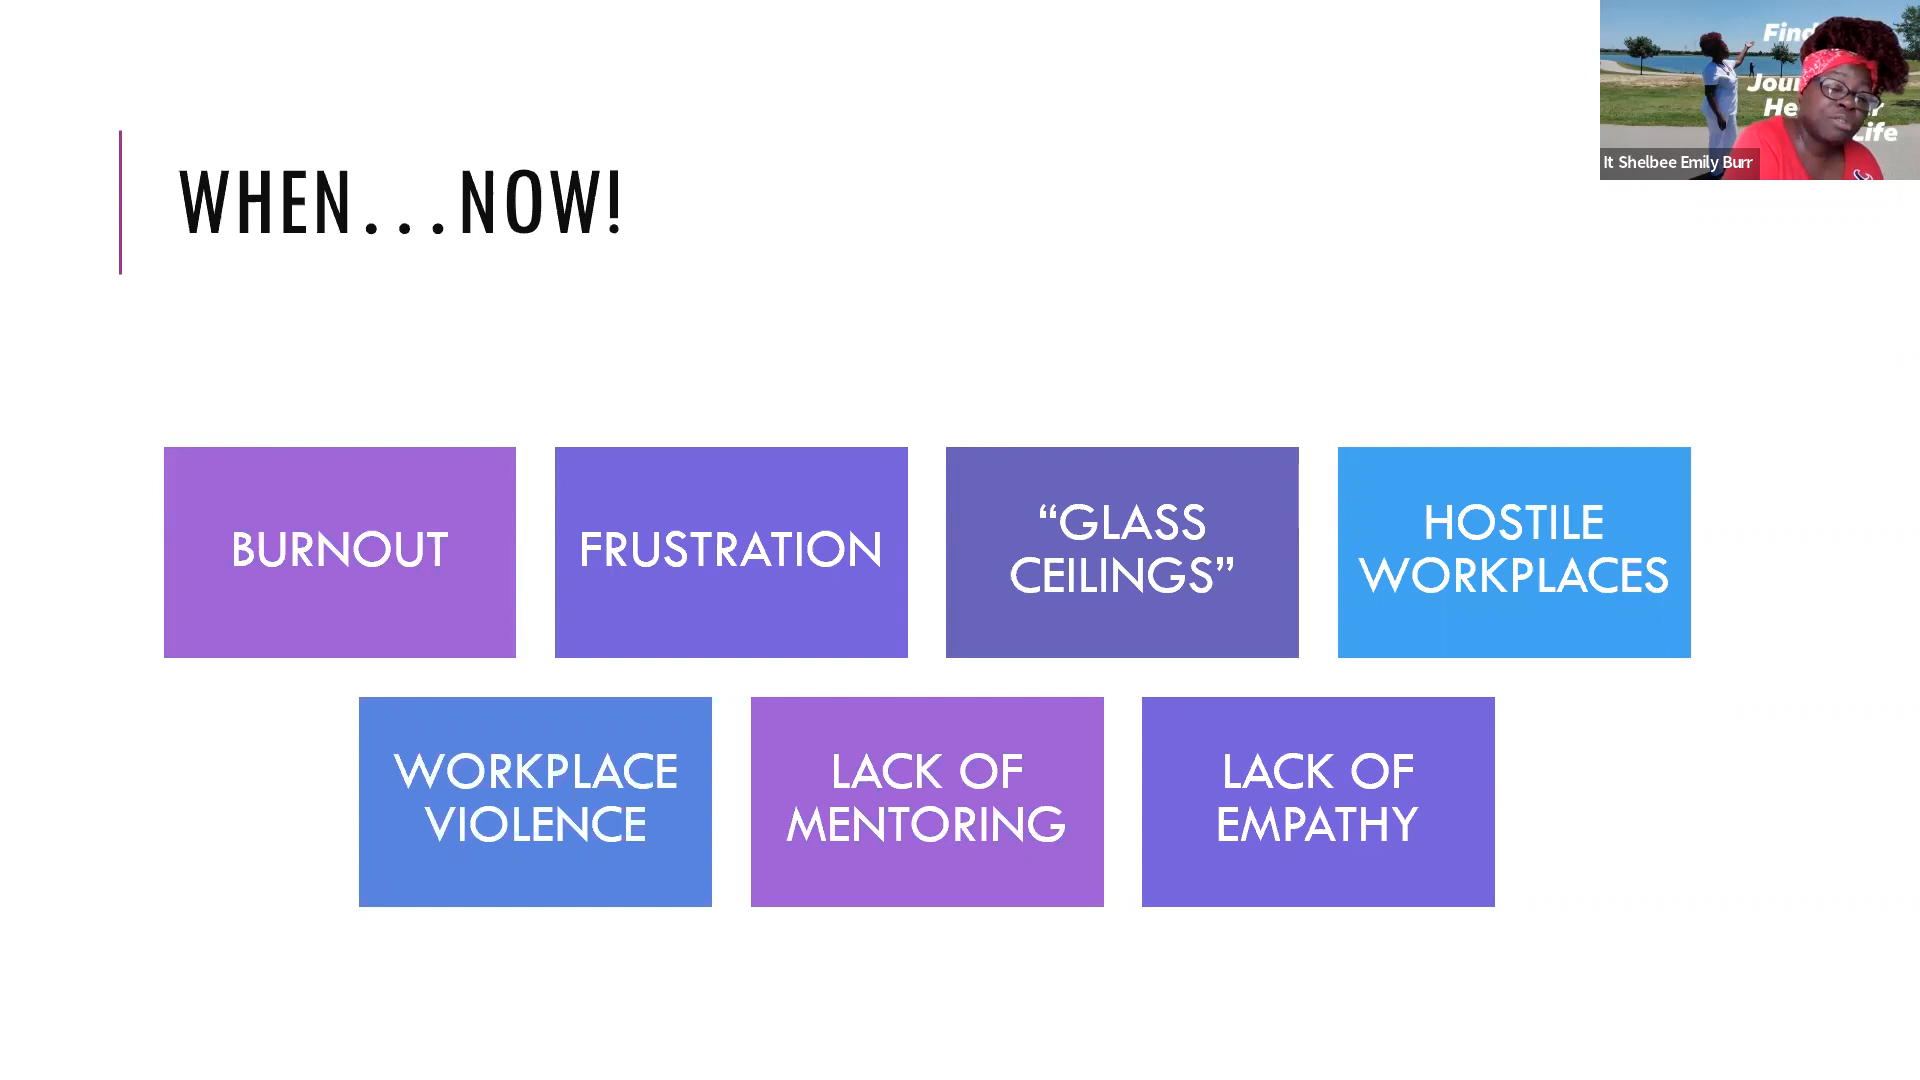 WHEN...NOW!
BURNOUT
FRUSTRATION
“GLASS
CEILINGS”
HOSTILE
WORKPLACES
WORKPLACE
VIOLENCE
LACK OF
MENTORING
LACK OF
EMPATHY
It Shelbee Emily Burr